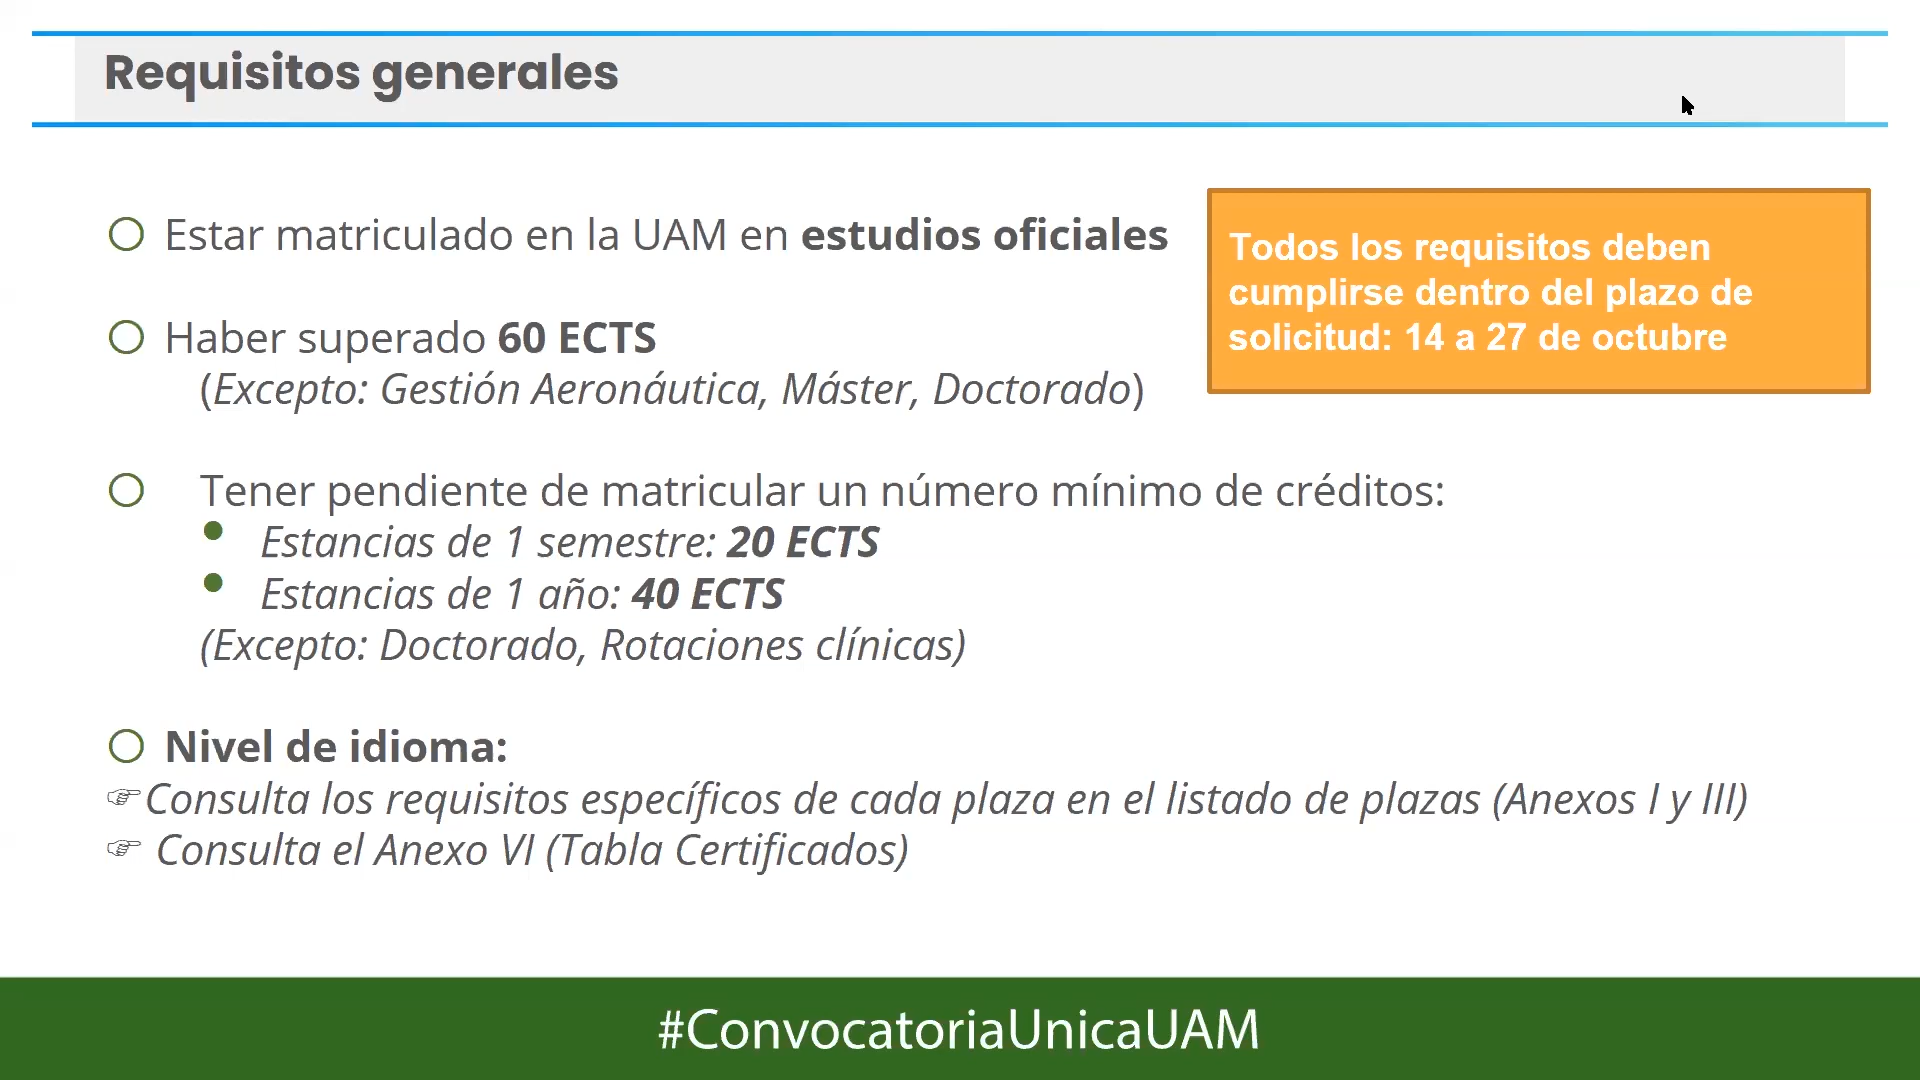 Requisitos generales
Estar matriculado en la UAM en estudios oficiales
Todos los requisitos deben
cumplirse dentro del plazo de
solicitud: 14 a 27 de octubre
Haber superado 60 ECTS
(Excepto: Gestión Aeronáutica, Máster, Doctorado)
Tener pendiente de matricular un número mínimo de créditos:
Estancias de 1 semestre: 20 ECTS
Estancias de 1 año: 40 ECTS
(Excepto: Doctorado, Rotaciones clínicas)
Nivel de idioma:
☞Consulta los requisitos específicos de cada plaza en el listado de plazas (Anexos I y III)
☞ Consulta el Anexo VI (Tabla Certificados)
#ConvocatoriaUnicaUAM